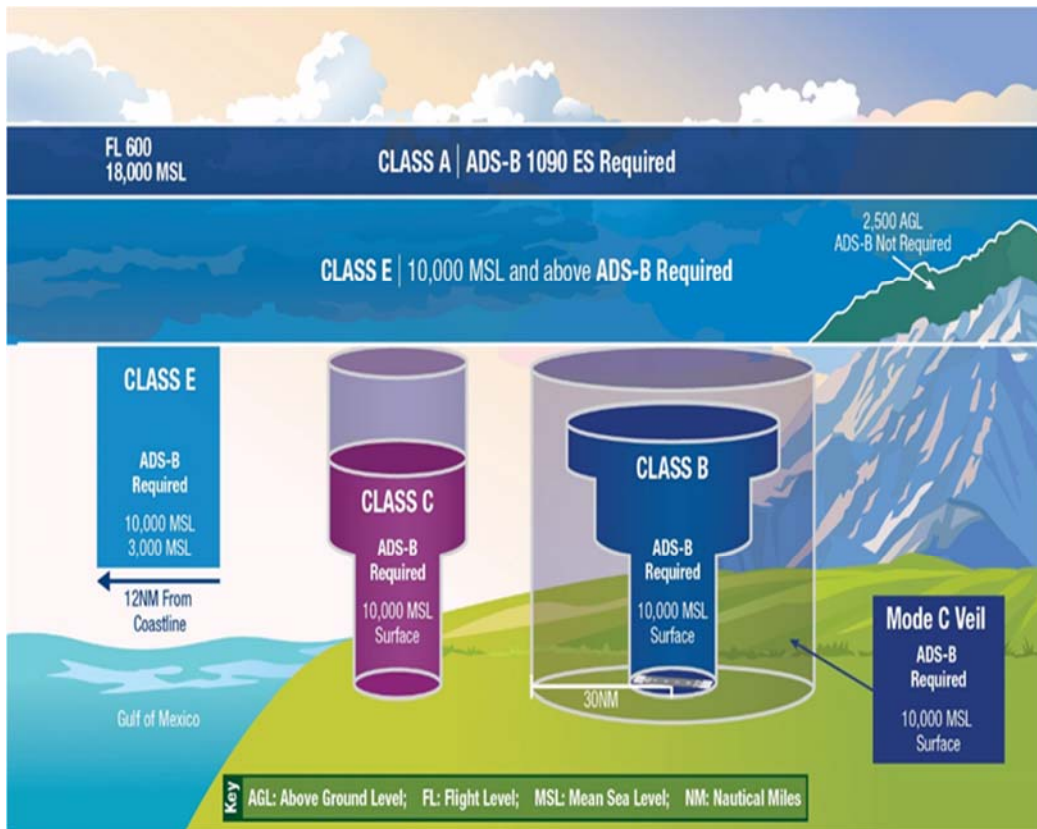 FL 600
18,000 MSL
CLASS A | ADS-B 1090 ES Required
2,500 AGL
ADS-B Not Required
CLASS E | 10,000 MSL and above ADS-B Required
CLASS E
ADS-B
Required
10,000 MSL
3,000 MSL
12NM From
Coastline
Gulf of Mexico
CLASS C
ADS-B
Required
10,000 MSL
Surface
CLASS B
ADS-B
Required
10,000 MSL
Surface
30NM
Mode C Veil
ADS-B
Required
10,000 MSL
Surface
Key
AGL: Above Ground Level; FL: Flight Level; MSL: Mean Sea Level; NM: Nautical Miles